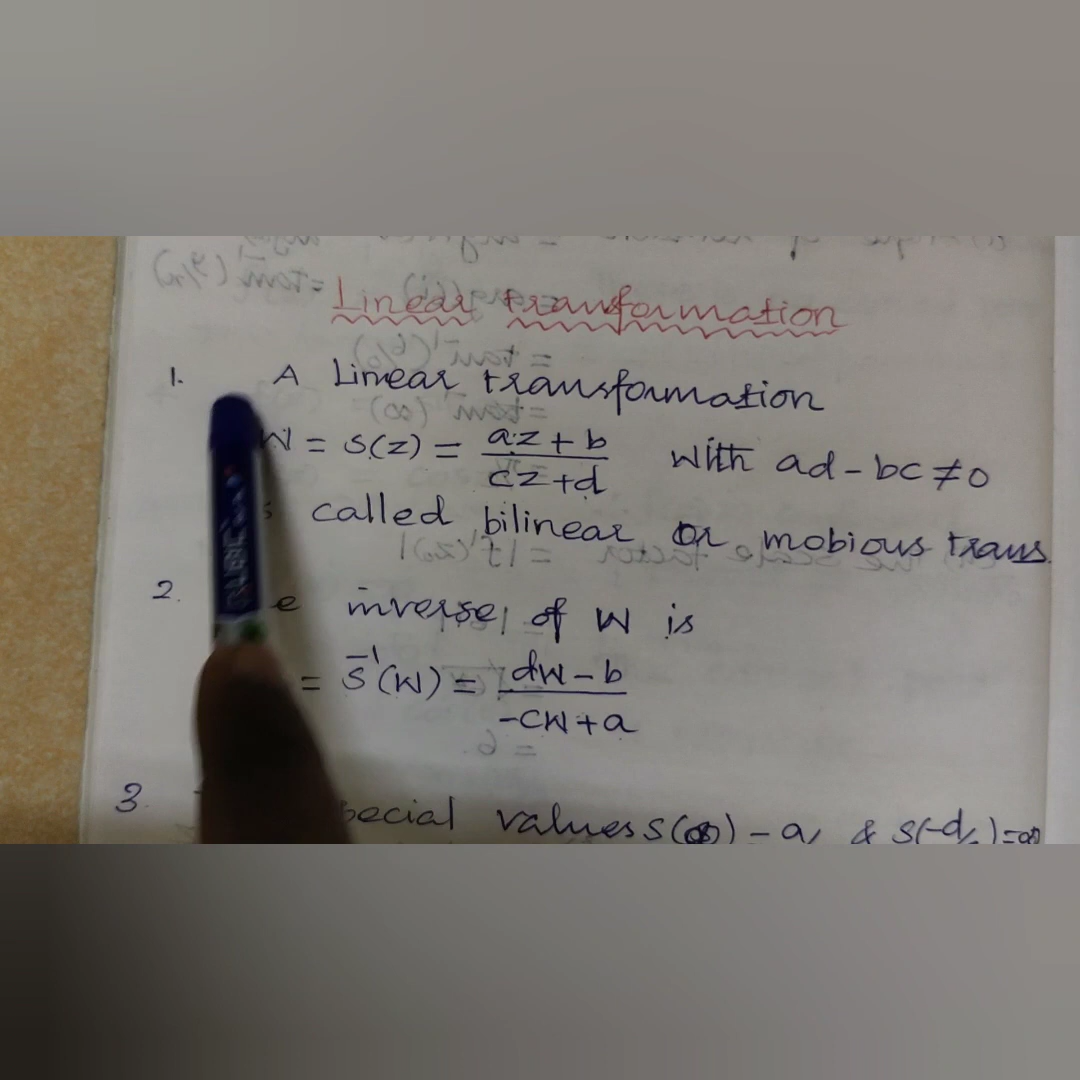 Linear transformation
1. A Linear transformation
W = S(z) = az + b / cz + d with ad - bc ≠ 0
called bilinear or mobious trans.
2. inverse of W is
= S⁻¹(W) = dW - b / -cW + a
3. values S(∞) = a & S(-d/c) = ∞